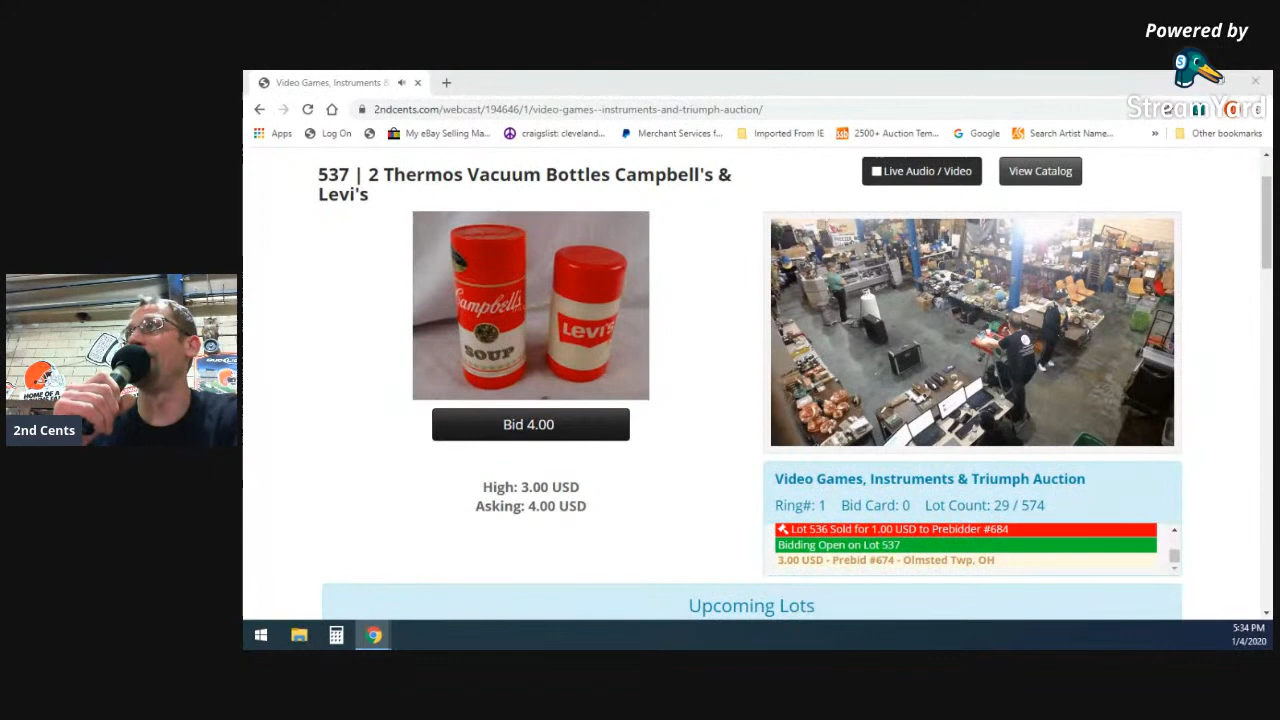 Powered by
StreamYard
Video Games, Instruments &
2ndcents.com/webcast/194646/1/video-games--instruments-and-triumph-auction/
Apps
Log On
My eBay Selling Ma...
craigslist: cleveland...
Merchant Services f...
Imported From IE
2500+ Auction Tem...
Google
Search Artist Name...
»
Other bookmarks
537 | 2 Thermos Vacuum Bottles Campbell's &
Levi's
Live Audio / Video
View Catalog
Campbell's
SOUP
LEVI'S
Bid 4.00
High: 3.00 USD
Asking: 4.00 USD
Video Games, Instruments & Triumph Auction
Ring#: 1 Bid Card: 0 Lot Count: 29 / 574
Lot 536 Sold for 1.00 USD to Prebidder #684
Bidding Open on Lot 537
3.00 USD - Prebid #674 - Olmsted Twp, OH
Upcoming Lots
HOME OF A
2nd Cents
5:34 PM
1/4/2020